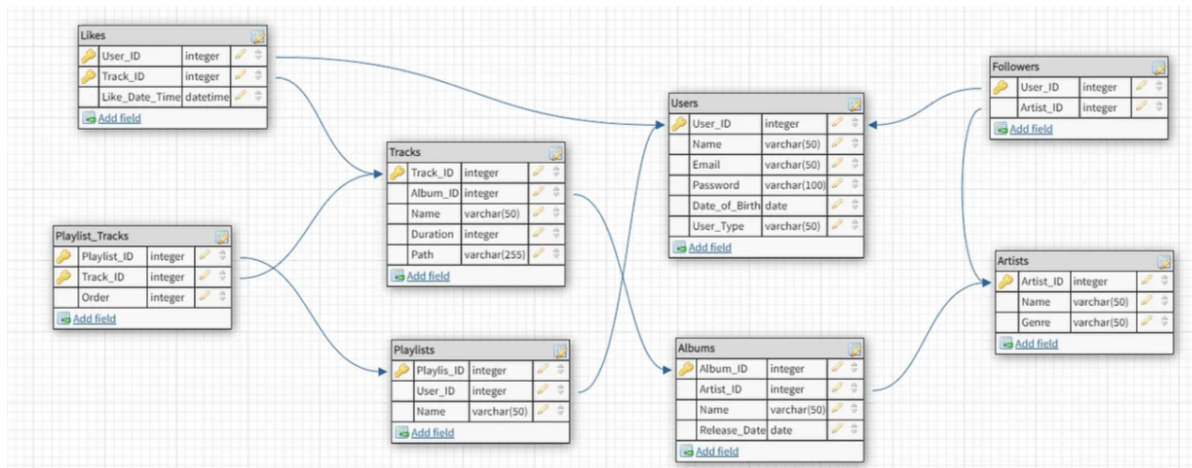 Likes
User_ID integer
Track_ID integer
Like_Date_Time datetime
Add field
Followers
User_ID integer
Artist_ID integer
Add field
Users
User_ID integer
Name varchar(50)
Email varchar(50)
Password varchar(100)
Date_of_Birth date
User_Type varchar(50)
Add field
Tracks
Track_ID integer
Album_ID integer
Name varchar(50)
Duration integer
Path varchar(255)
Add field
Playlist_Tracks
Playlist_ID integer
Track_ID integer
Order integer
Add field
Artists
Artist_ID integer
Name varchar(50)
Genre varchar(50)
Add field
Playlists
Playlis_ID integer
User_ID integer
Name varchar(50)
Add field
Albums
Album_ID integer
Artist_ID integer
Name varchar(50)
Release_Date date
Add field